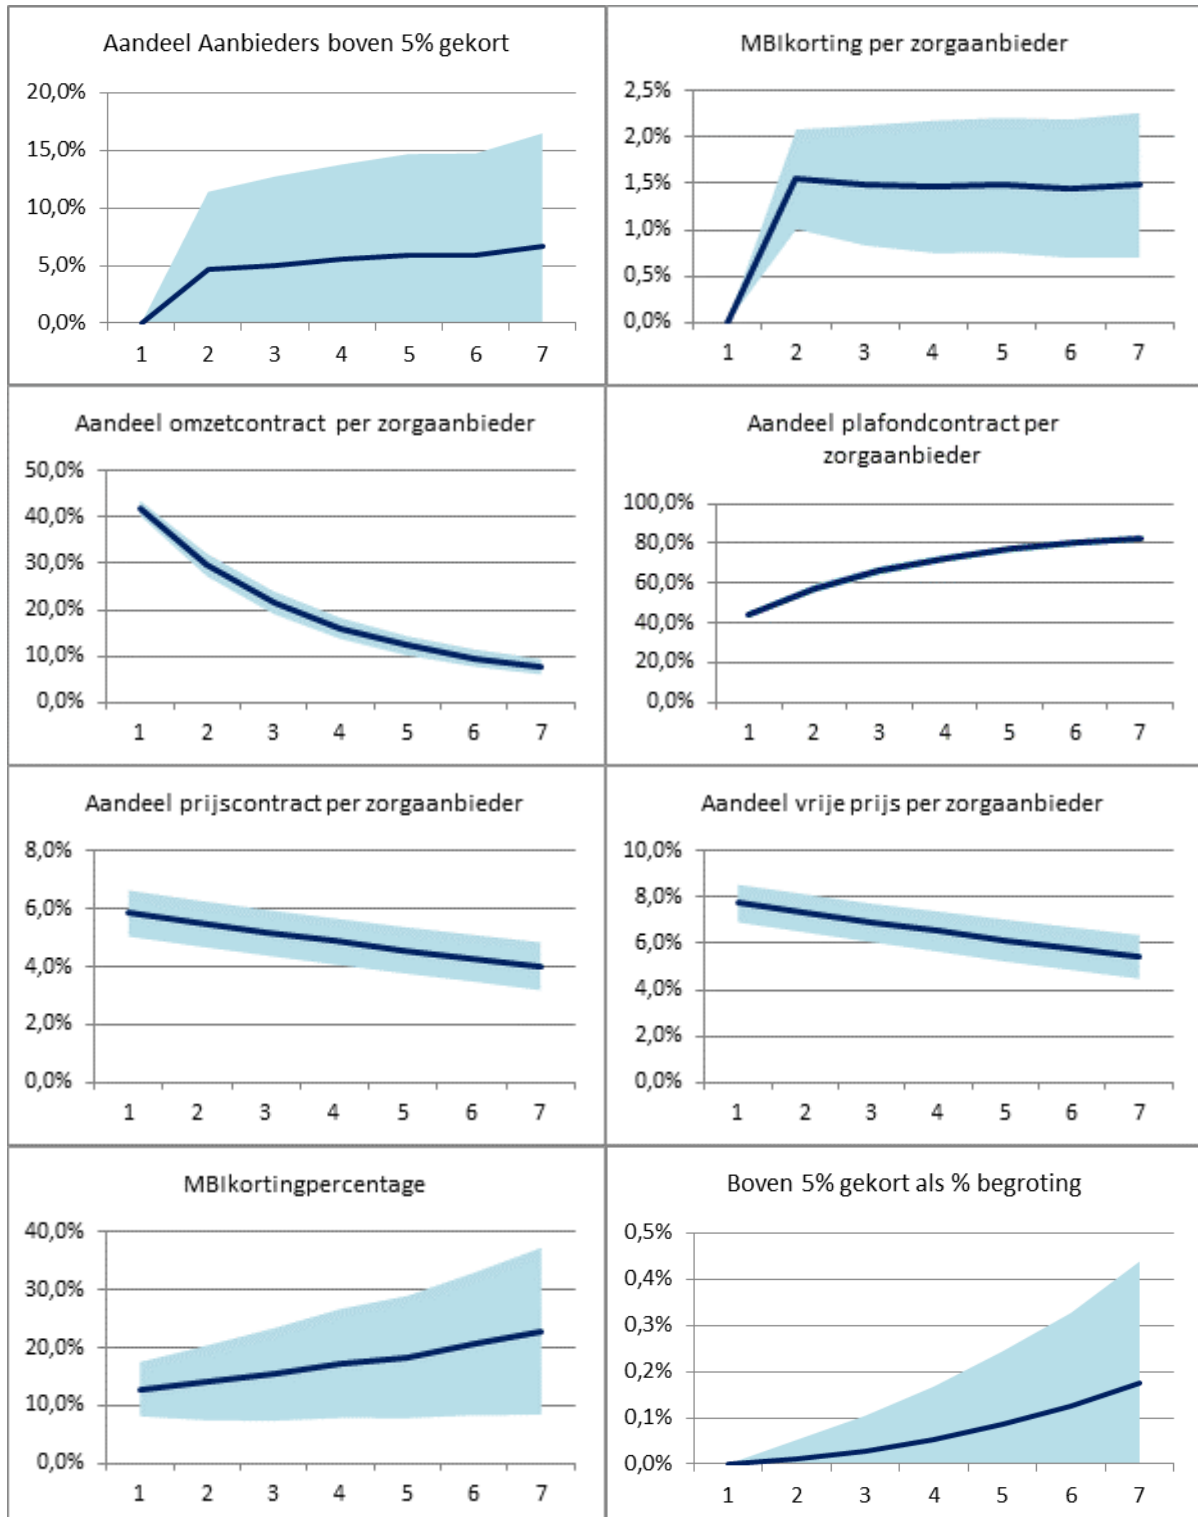 Aandeel Aanbieders boven 5% gekort
20,0%
15,0%
10,0%
5,0%
0,0%
1 2 3 4 5 6 7
MBIkorting per zorgaanbieder
2,5%
2,0%
1,5%
1,0%
0,5%
0,0%
1 2 3 4 5 6 7
Aandeel omzetcontract per zorgaanbieder
50,0%
40,0%
30,0%
20,0%
10,0%
0,0%
1 2 3 4 5 6 7
Aandeel plafondcontract per
zorgaanbieder
100,0%
80,0%
60,0%
40,0%
20,0%
0,0%
1 2 3 4 5 6 7
Aandeel prijscontract per zorgaanbieder
8,0%
6,0%
4,0%
2,0%
0,0%
1 2 3 4 5 6 7
Aandeel vrije prijs per zorgaanbieder
10,0%
8,0%
6,0%
4,0%
2,0%
0,0%
1 2 3 4 5 6 7
MBIkortingpercentage
40,0%
30,0%
20,0%
10,0%
0,0%
1 2 3 4 5 6 7
Boven 5% gekort als % begroting
0,5%
0,4%
0,3%
0,2%
0,1%
0,0%
1 2 3 4 5 6 7